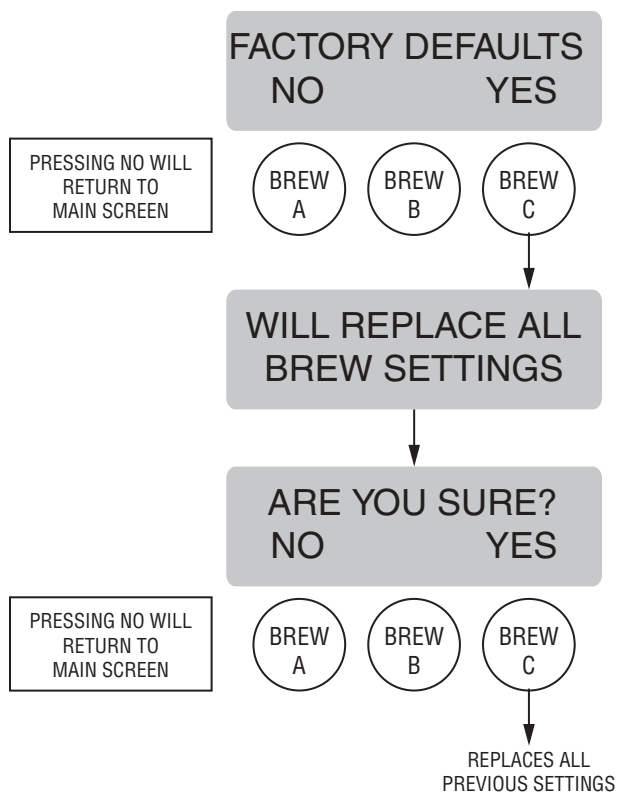 FACTORY DEFAULTS
NO YES
PRESSING NO WILL
RETURN TO
MAIN SCREEN
BREW
A
BREW
B
BREW
C
WILL REPLACE ALL
BREW SETTINGS
ARE YOU SURE?
NO YES
PRESSING NO WILL
RETURN TO
MAIN SCREEN
BREW
A
BREW
B
BREW
C
REPLACES ALL
PREVIOUS SETTINGS